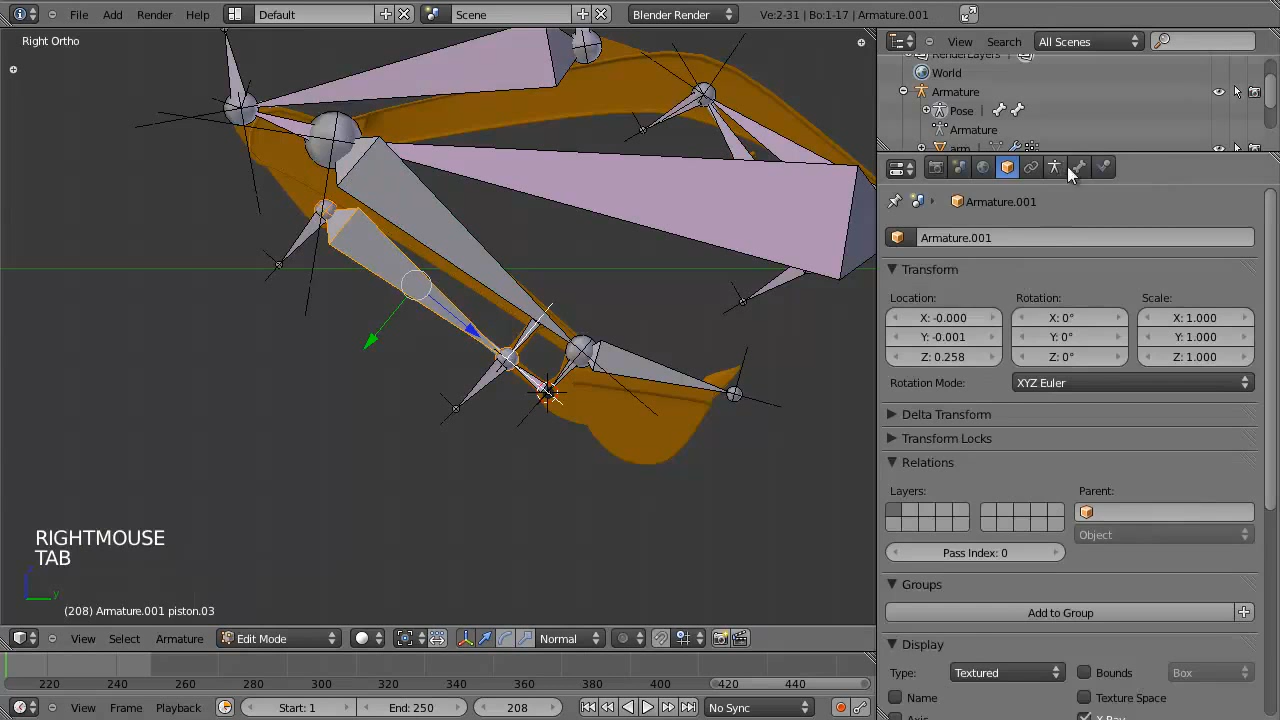 File Add Render Help Default Scene Blender Render Ve:2-31 | Bo:1-17 | Armature.001
Right Ortho
View Search All Scenes
RenderLayers |
World
Armature
Pose |
Armature
arm |
Armature.001
Armature.001
Transform
Location: Rotation: Scale:
X: -0.000 X: 0° X: 1.000
Y: -0.001 Y: 0° Y: 1.000
Z: 0.258 Z: 0° Z: 1.000
Rotation Mode: XYZ Euler
Delta Transform
Transform Locks
Relations
Layers: Parent:
Object
Pass Index: 0
Groups
Add to Group
Display
Type: Textured Bounds Box
Name Texture Space
Axis X-Ray
RIGHTMOUSE
TAB
z
y
(208) Armature.001 piston.03
View Select Armature Edit Mode Normal
220 240 260 280 300 320 340 360 380 400 420 440
View Frame Playback Start: 1 End: 250 208 No Sync